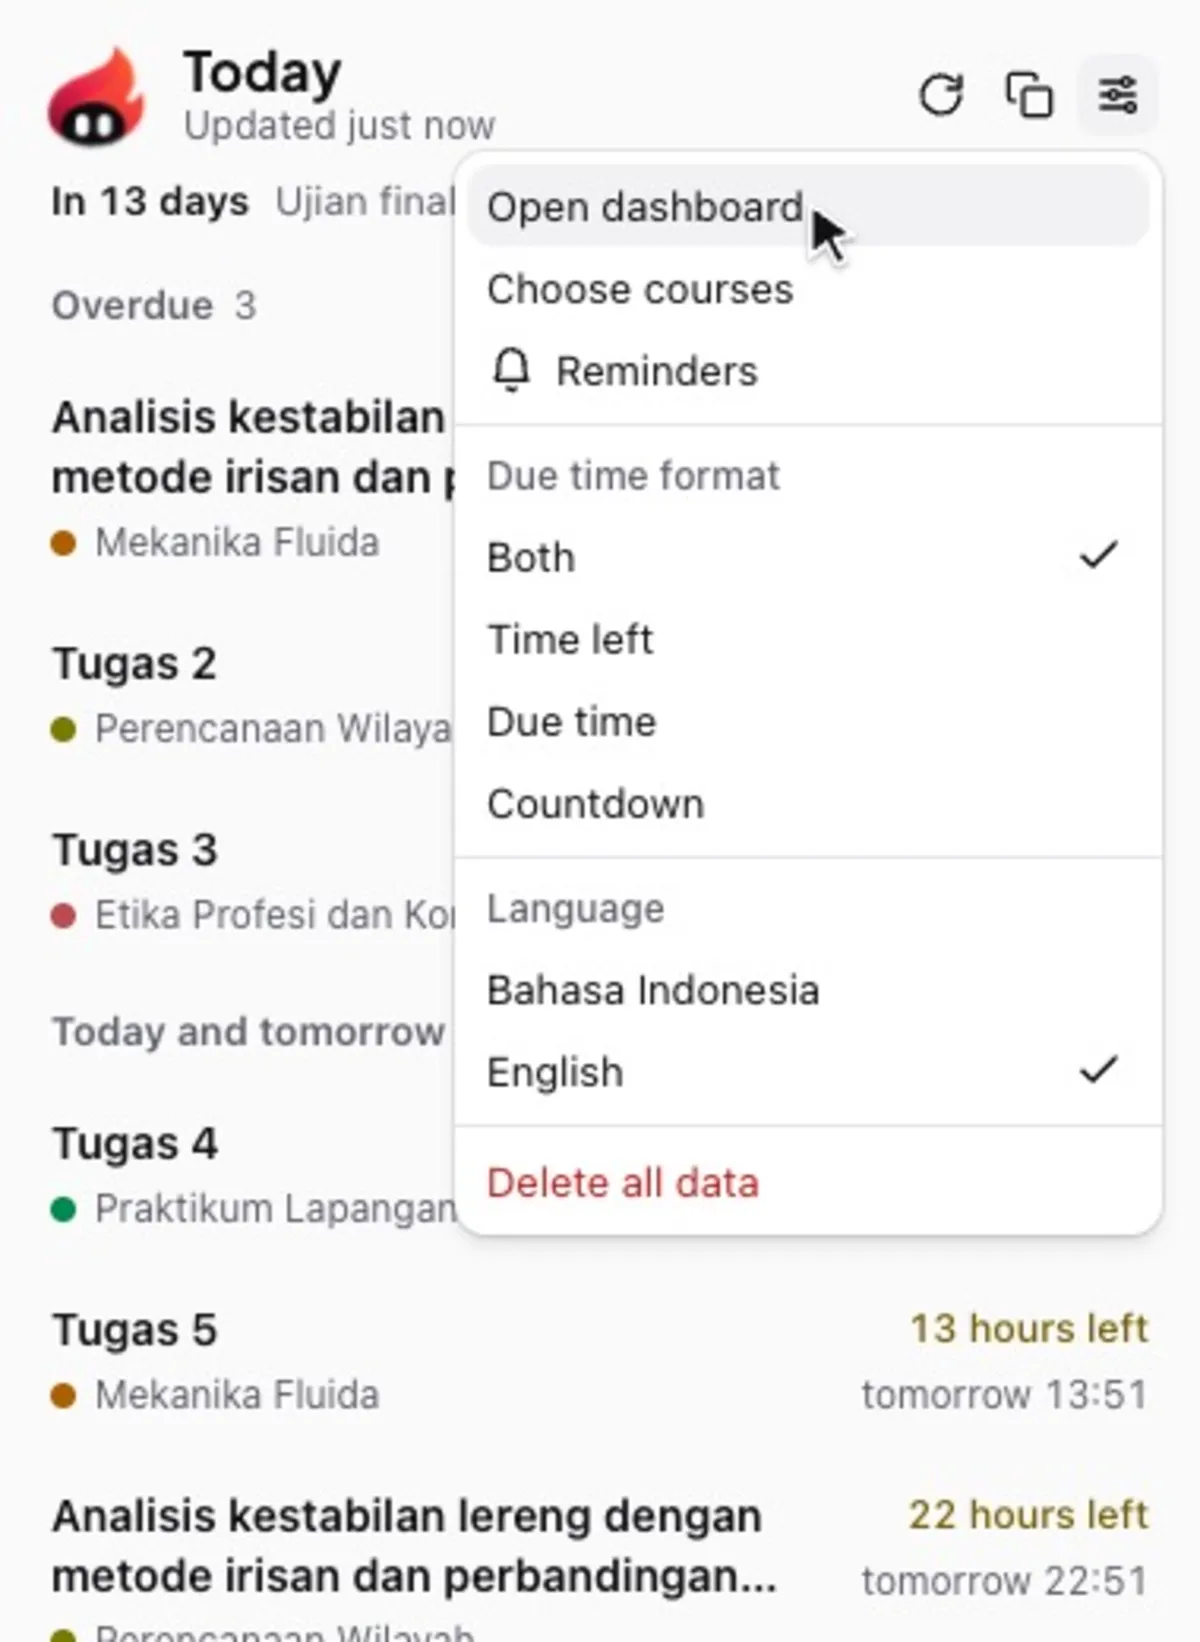 Today
Updated just now
In 13 days Ujian final
Overdue 3
Analisis kestabilan
metode irisan dan
Mekanika Fluida
Tugas 2
Perencanaan Wilaya
Tugas 3
Etika Profesi dan Ko
Today and tomorrow
Tugas 4
Praktikum Lapangan
Open dashboard
Choose courses
Reminders
Due time format
Both
Time left
Due time
Countdown
Language
Bahasa Indonesia
English
Delete all data
Tugas 5
13 hours left
Mekanika Fluida
tomorrow 13:51
Analisis kestabilan lereng dengan
22 hours left
metode irisan dan perbandingan...
tomorrow 22:51
Perencanaan Wilayah